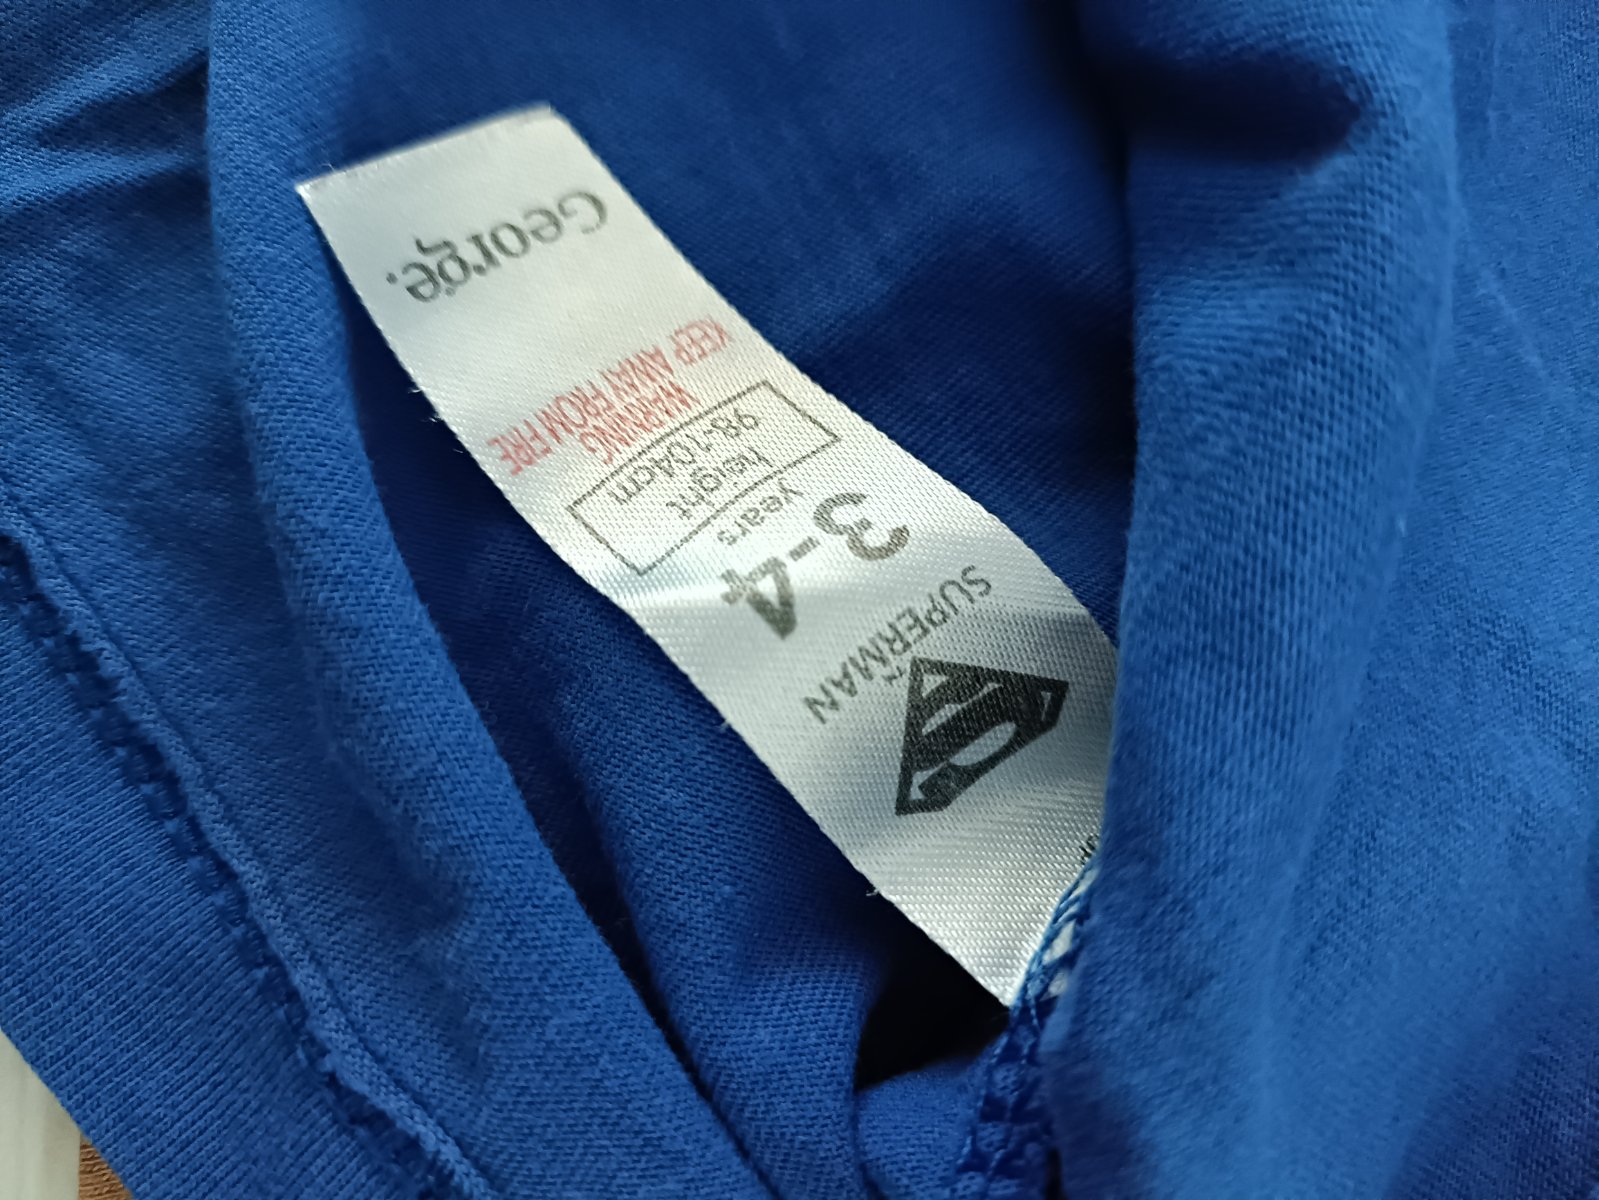 SUPERMAN
3-4
years
height
98-104cm
WARNING
KEEP AWAY FROM FIRE
George.